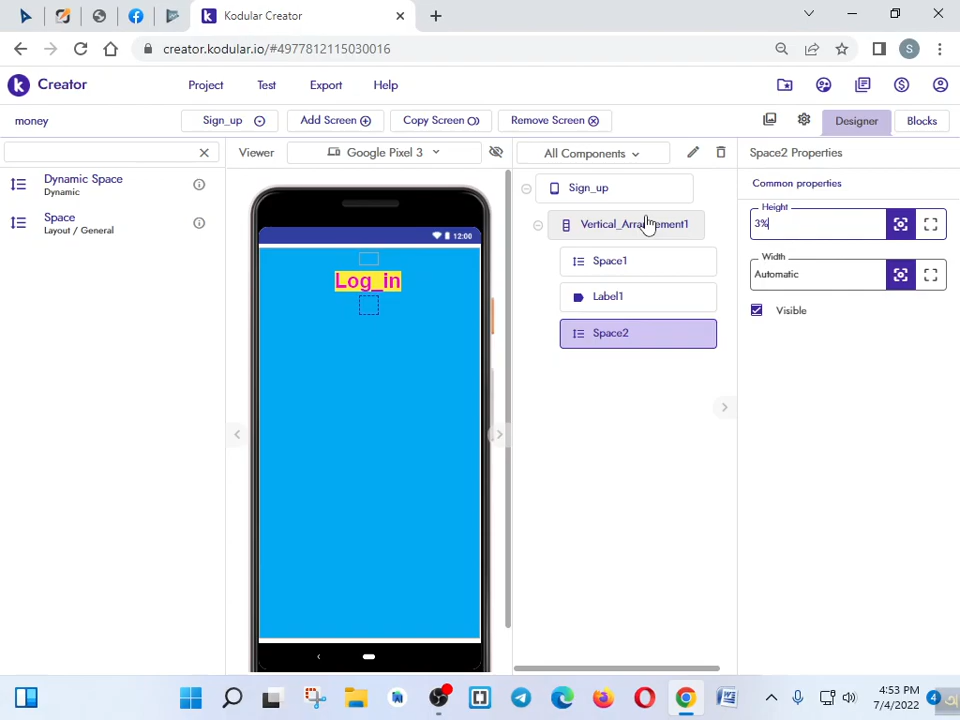 Kodular Creator
creator.kodular.io/#4977812115030016
S
Creator
Project
Test
Export
Help
money
Sign_up
Add Screen
Copy Screen
Remove Screen
Designer
Blocks
Viewer
Google Pixel 3
All Components
Space2 Properties
Dynamic Space
Dynamic
Space
Layout / General
12:00
Log_in
Sign_up
Vertical_Arrangement1
Space1
Label1
Space2
Common properties
Height
3%
Width
Automatic
Visible
4:53 PM
7/4/2022
4